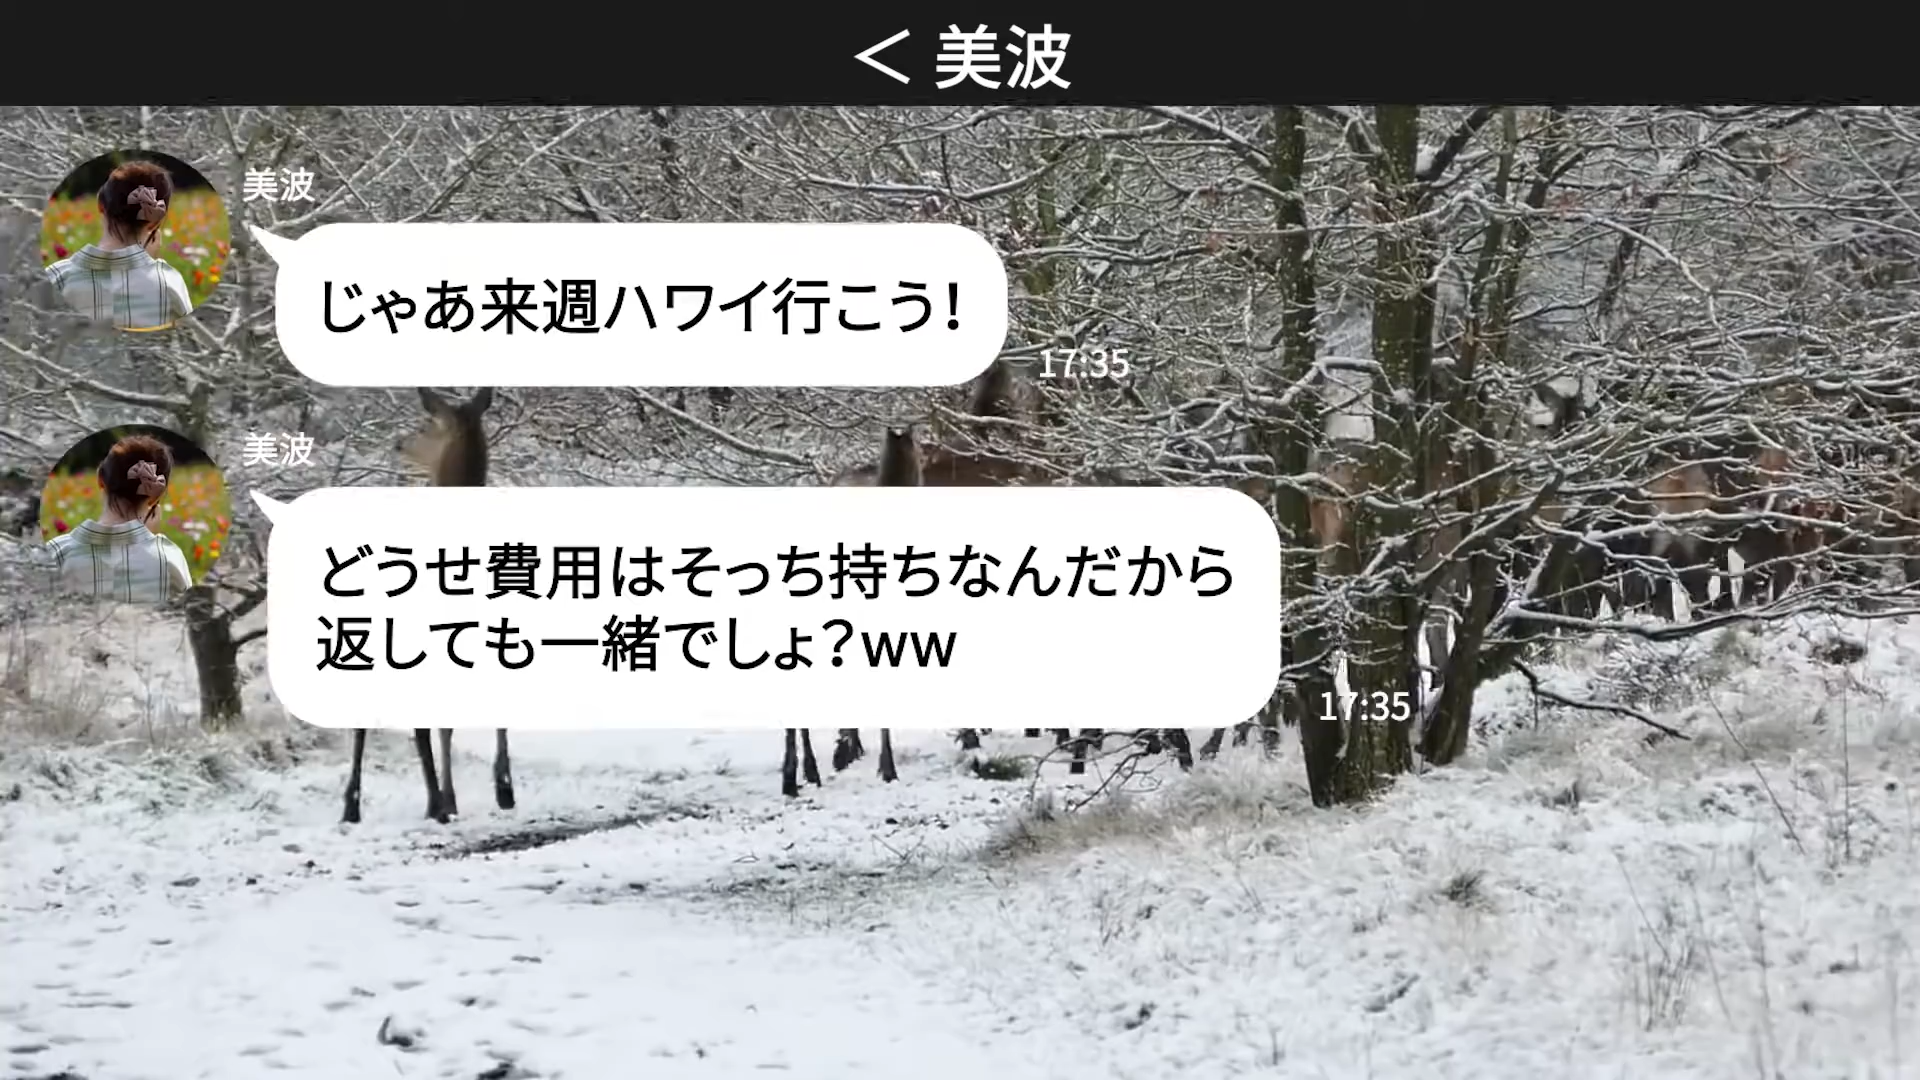 ＜ 美波
美波
じゃあ来週ハワイ行こう！
17:35
美波
どうせ費用はそっち持ちなんだから
返しても一緒でしょ？ww
17:35